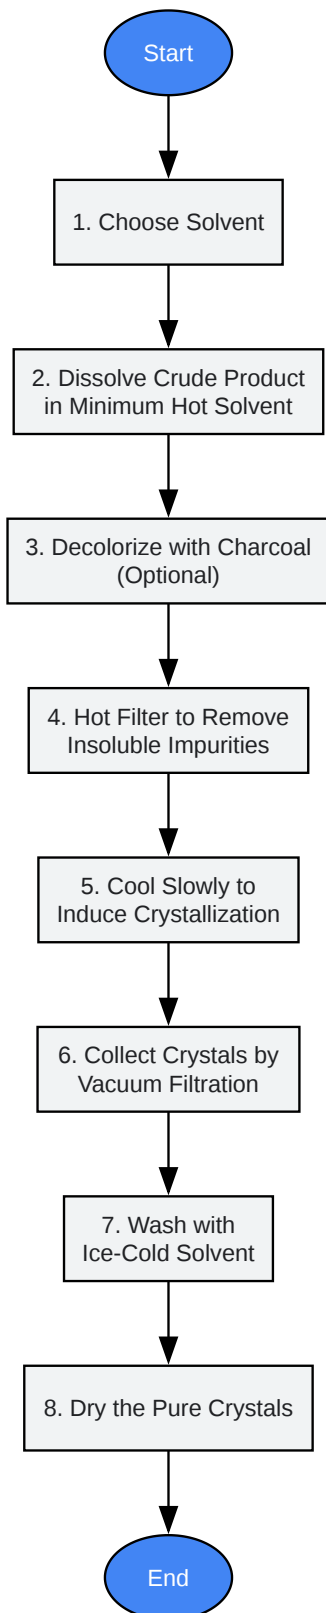 Start
1. Choose Solvent
2. Dissolve Crude Product
in Minimum Hot Solvent
3. Decolorize with Charcoal
(Optional)
4. Hot Filter to Remove
Insoluble Impurities
5. Cool Slowly to
Induce Crystallization
6. Collect Crystals by
Vacuum Filtration
7. Wash with
Ice-Cold Solvent
8. Dry the Pure Crystals
End